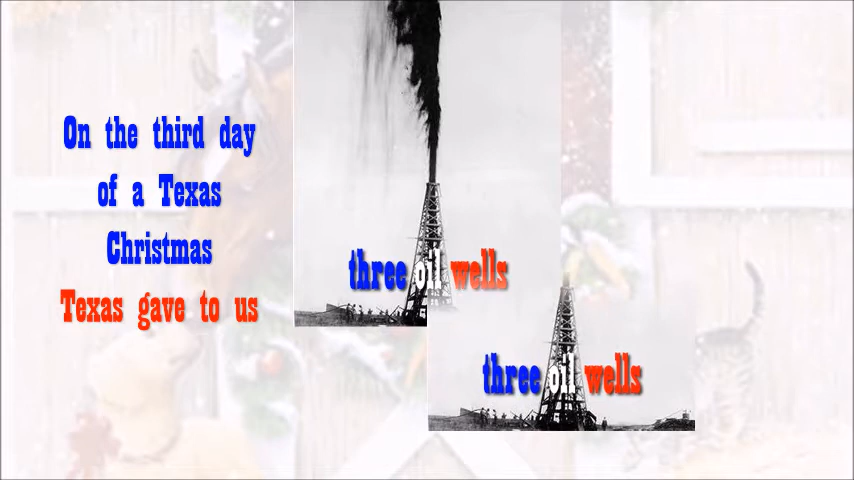 On the third day
of a Texas
Christmas
Texas gave to us
three oil wells
three oil wells